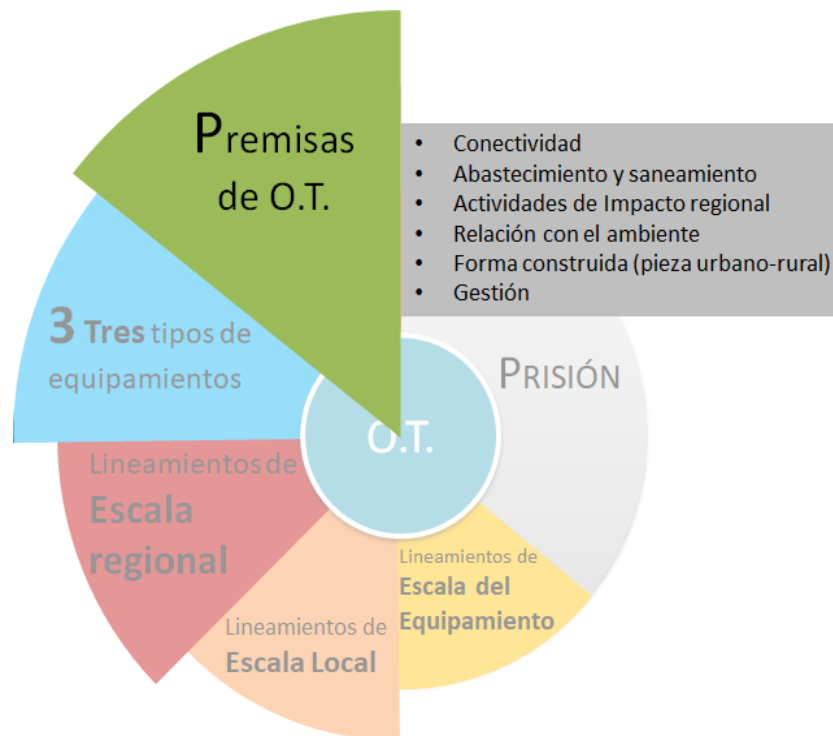 Premisas
de O.T.
• Conectividad
• Abastecimiento y saneamiento
• Actividades de Impacto regional
• Relación con el ambiente
• Forma construida (pieza urbano-rural)
• Gestión
3 Tres tipos de
equipamientos
PRISIÓN
O.T.
Lineamientos de
Escala
regional
Lineamientos de
Escala del
Equipamiento
Lineamientos de
Escala Local